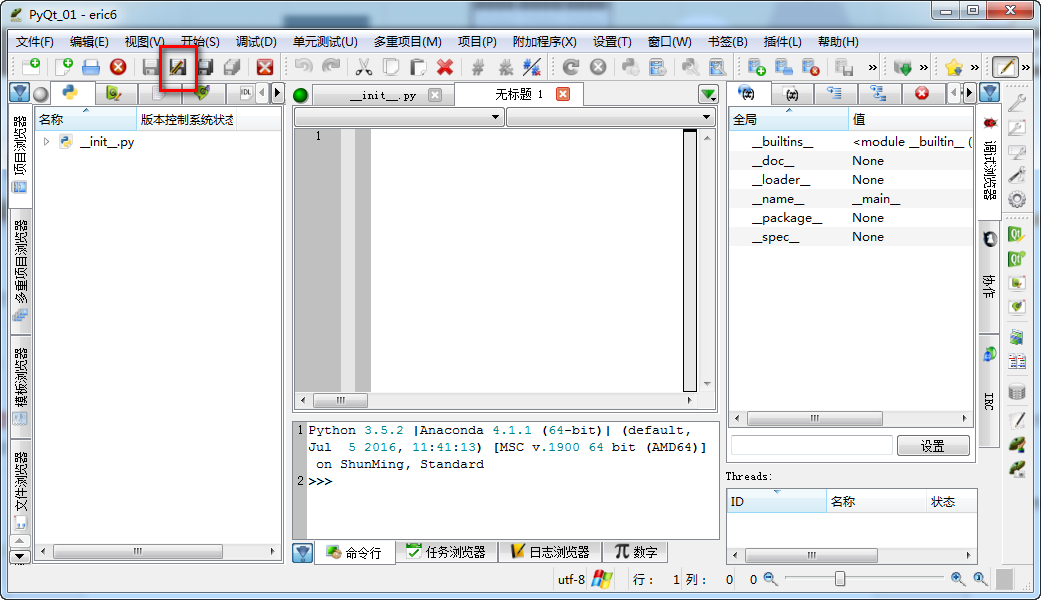 PyQt_01 - eric6
文件(F) 编辑(E) 视图(V) 开始(S) 调试(D) 单元测试(U) 多重项目(M) 项目(P) 附加程序(X) 设置(T) 窗口(W) 书签(B) 插件(L) 帮助(H)
项目浏览器
多重项目浏览器
模板浏览器
文件浏览器
IDL
名称 版本控制系统状态
__init__.py
__init__.py 无标题 1
1
1 Python 3.5.2 |Anaconda 4.1.1 (64-bit)| (default,
Jul 5 2016, 11:41:13) [MSC v.1900 64 bit (AMD64)]
on ShunMing, Standard
2 >>>
命令行 任务浏览器 日志浏览器 数字
全局 值
__builtins__ <module __builtin__ (
__doc__ None
__loader__ None
__name__ __main__
__package__ None
__spec__ None
设置
Threads:
ID 名称 状态
调试浏览器
协作
IRC
utf-8 行： 1 列： 0 0